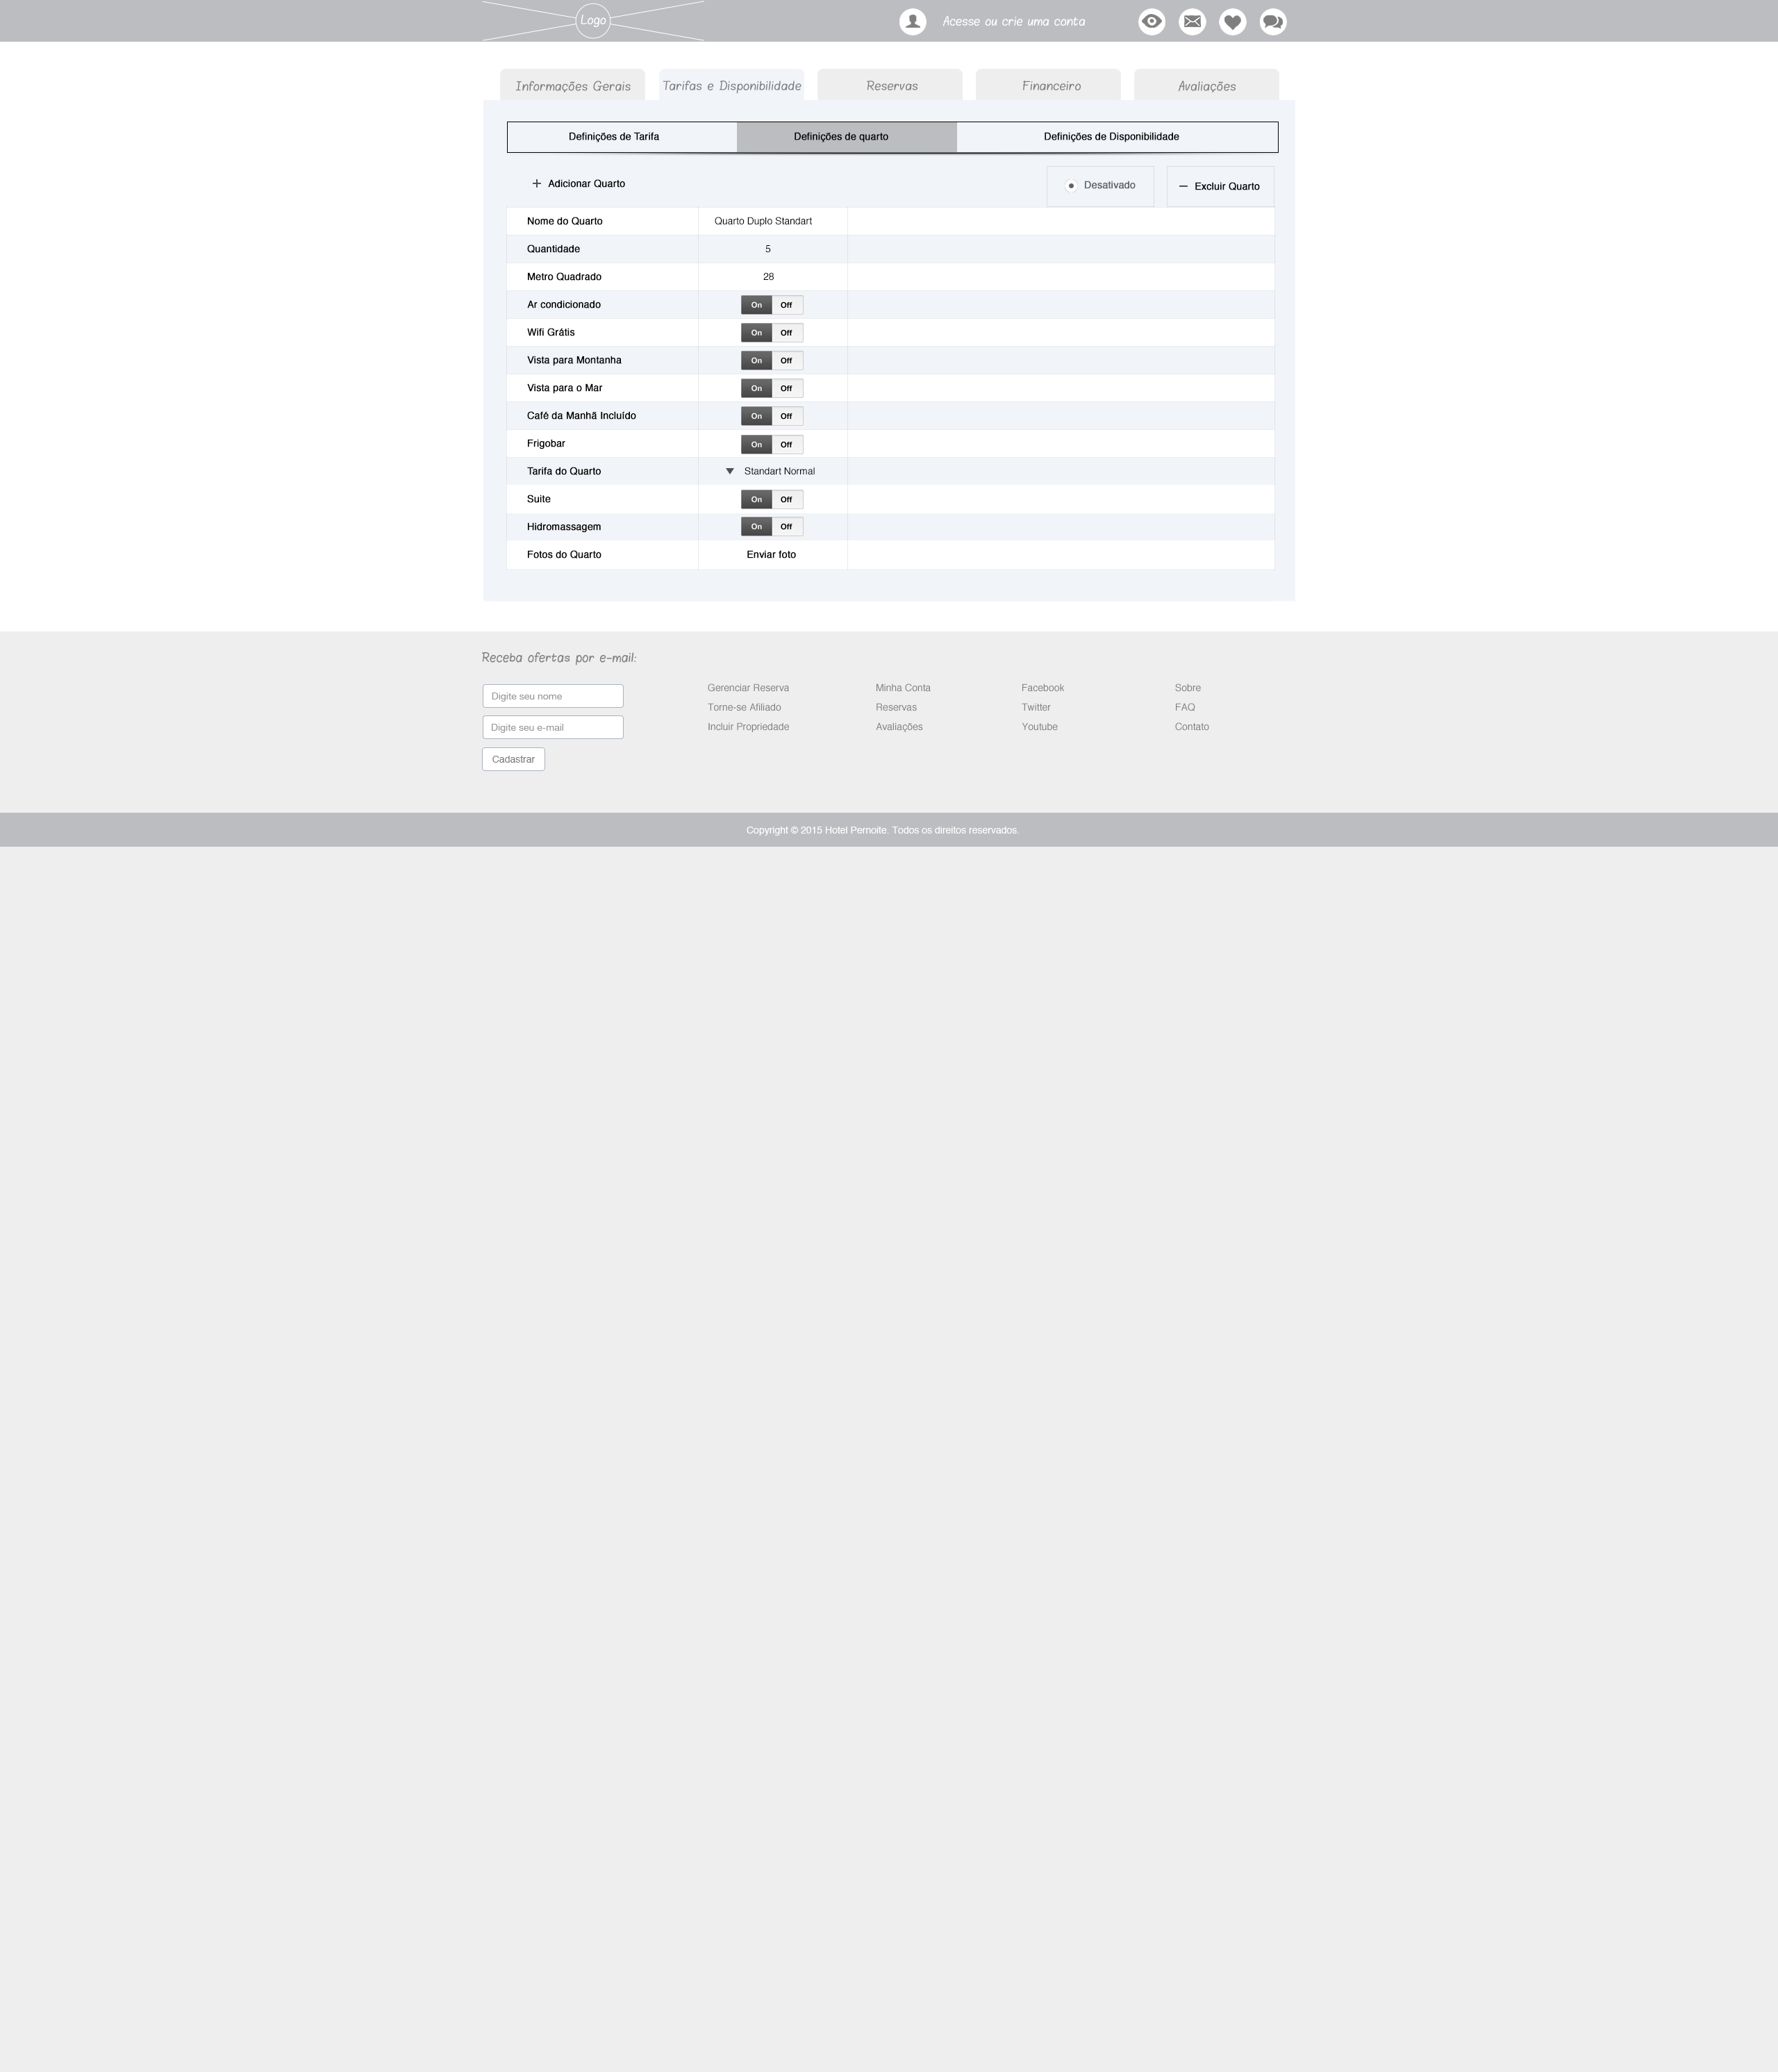 Logo
Acesse ou crie uma conta
Informações Gerais
Tarifas e Disponibilidade
Reservas
Financeiro
Avaliações
Definições de Tarifa
Definições de quarto
Definições de Disponibilidade
Adicionar Quarto
Desativado
Excluir Quarto
Nome do Quarto
Quarto Duplo Standart
Quantidade
5
Metro Quadrado
28
Ar condicionado
On Off
Wifi Grátis
On Off
Vista para Montanha
On Off
Vista para o Mar
On Off
Café da Manhã Incluído
On Off
Frigobar
On Off
Tarifa do Quarto
Standart Normal
Suite
On Off
Hidromassagem
On Off
Fotos do Quarto
Enviar foto
Receba ofertas por e-mail:
Digite seu nome
Digite seu e-mail
Cadastrar
Gerenciar Reserva
Torne-se Afiliado
Incluir Propriedade
Minha Conta
Reservas
Avaliações
Facebook
Twitter
Youtube
Sobre
FAQ
Contato
Copyright © 2015 Hotel Pernoite. Todos os direitos reservados.